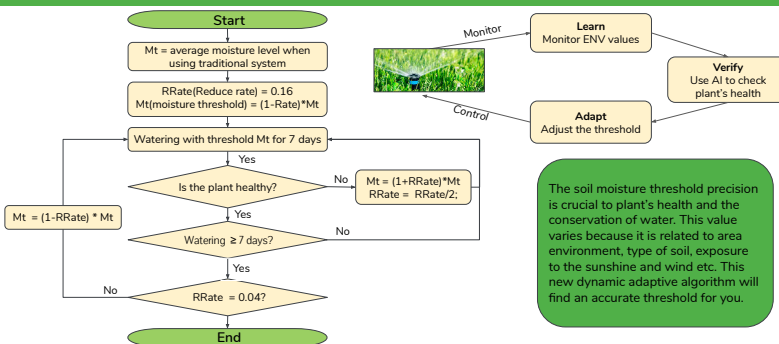 Start
Mt = average moisture level when
using traditional system
RRate(Reduce rate) = 0.16
Mt(moisture threshold) = (1-Rate)*Mt
Watering with threshold Mt for 7 days
Yes
Is the plant healthy?
No
Mt = (1+RRate)*Mt
RRate = RRate/2;
Yes
Mt = (1-RRate) * Mt
Watering ≥ 7 days?
No
Yes
No
RRate = 0.04?
End
Monitor
Learn
Monitor ENV values
Verify
Use AI to check
plant's health
Adapt
Adjust the threshold
Control
The soil moisture threshold precision
is crucial to plant's health and the
conservation of water. This value
varies because it is related to area
environment, type of soil, exposure
to the sunshine and wind etc. This
new dynamic adaptive algorithm will
find an accurate threshold for you.